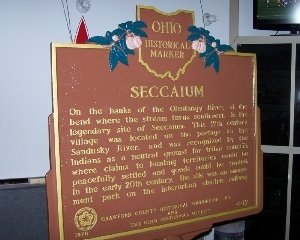 OHIO
HISTORICAL
MARKER
SECCAIUM
On the banks of the Olentangy River, at the
bend where the stream turns southwest, is the
legendary site of Seccaium. This 17th century
village was located on the portage to the
Sandusky River, and was recognized by the
Indians as a neutral ground for tribal councils
where claims to hunting territories could be
peacefully settled and goods could be traded.
In the early 20th century, the site was an amuse-
ment park on the interurban electric railway
CRAWFORD COUNTY HISTORICAL
AND
THE OHIO HISTORICAL SOCIETY